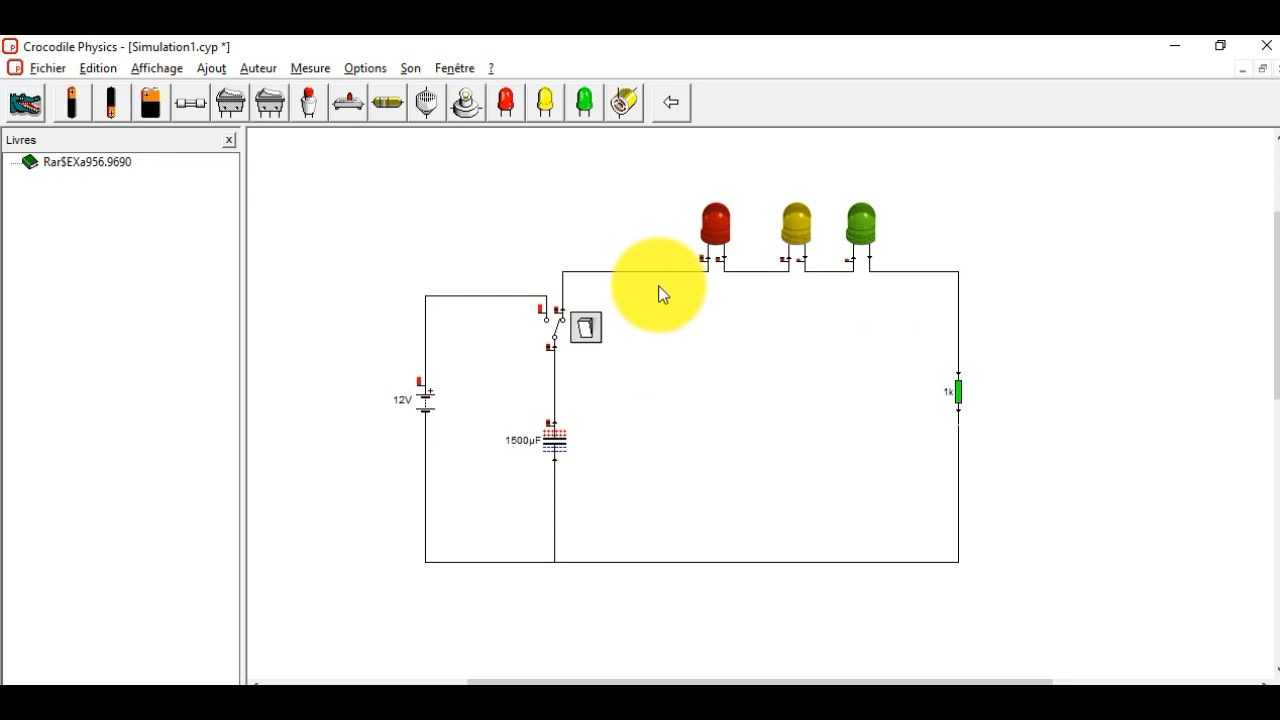 Crocodile Physics - [Simulation1.cyp *]
Fichier Edition Affichage Ajout Auteur Mesure Options Son Fenêtre ?
Livres x
Rar$EXa956.9690
12V
1500µF
1k